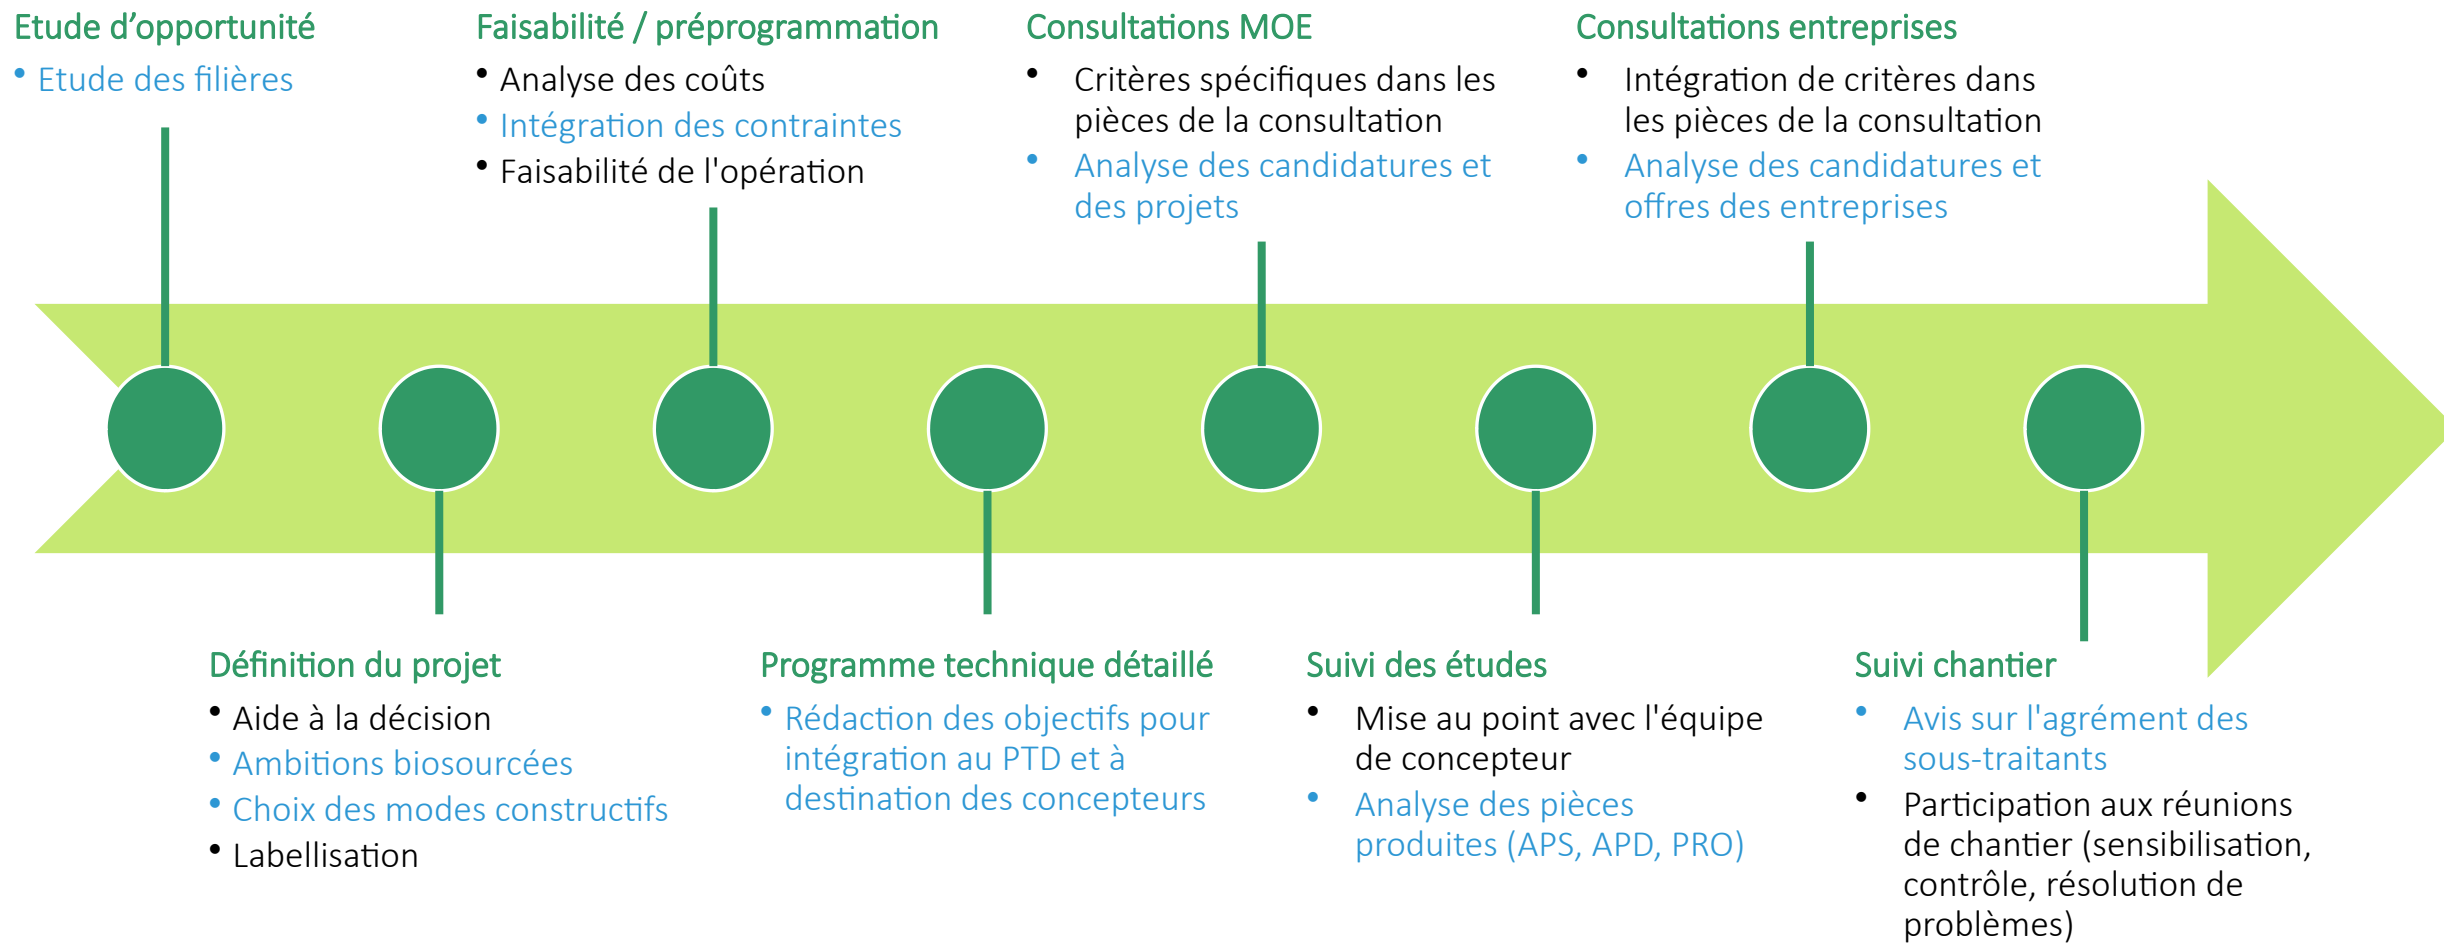 Etude d’opportunité
• Etude des filières
Faisabilité / préprogrammation
• Analyse des coûts
• Intégration des contraintes
• Faisabilité de l'opération
Consultations MOE
• Critères spécifiques dans les
pièces de la consultation
• Analyse des candidatures et
des projets
Consultations entreprises
• Intégration de critères dans
les pièces de la consultation
• Analyse des candidatures et
offres des entreprises
Définition du projet
• Aide à la décision
• Ambitions biosourcées
• Choix des modes constructifs
• Labellisation
Programme technique détaillé
• Rédaction des objectifs pour
intégration au PTD et à
destination des concepteurs
Suivi des études
• Mise au point avec l'équipe
de concepteur
• Analyse des pièces
produites (APS, APD, PRO)
Suivi chantier
• Avis sur l'agrément des
sous-traitants
• Participation aux réunions
de chantier (sensibilisation,
contrôle, résolution de
problèmes)